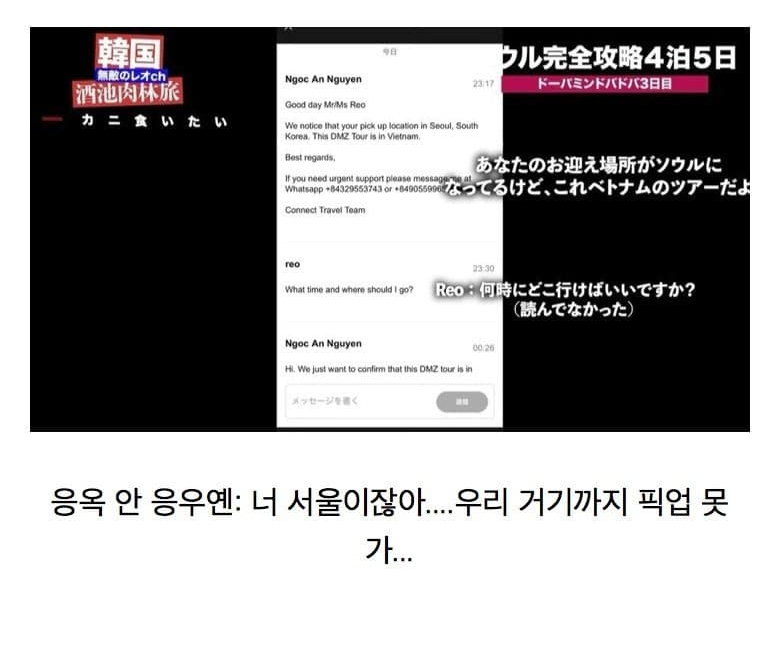 韓国
無敵のレオch
酒池肉林旅
カニ食いたい
ウル完全攻略4泊5日
ドーパミンドバドバ3日目
今日
Ngoc An Nguyen
23:17
Good day Mr/Ms Reo
We notice that your pick up location in Seoul, South
Korea. This DMZ Tour is in Vietnam.
Best regards,
If you need urgent support please message me at
Whatsapp +84329553743 or +849055996
Connect Travel Team
あなたのお迎え場所がソウルに
なってるけど、これベトナムのツアーだよ
reo
23:30
What time and where should I go?
Reo：何時にどこ行けばいいですか?
（読んでなかった）
Ngoc An Nguyen
00:26
Hi. We just want to confirm that this DMZ tour is in
メッセージを書く
응옥 안 응우옌: 너 서울이잖아....우리 거기까지 픽업 못
가...